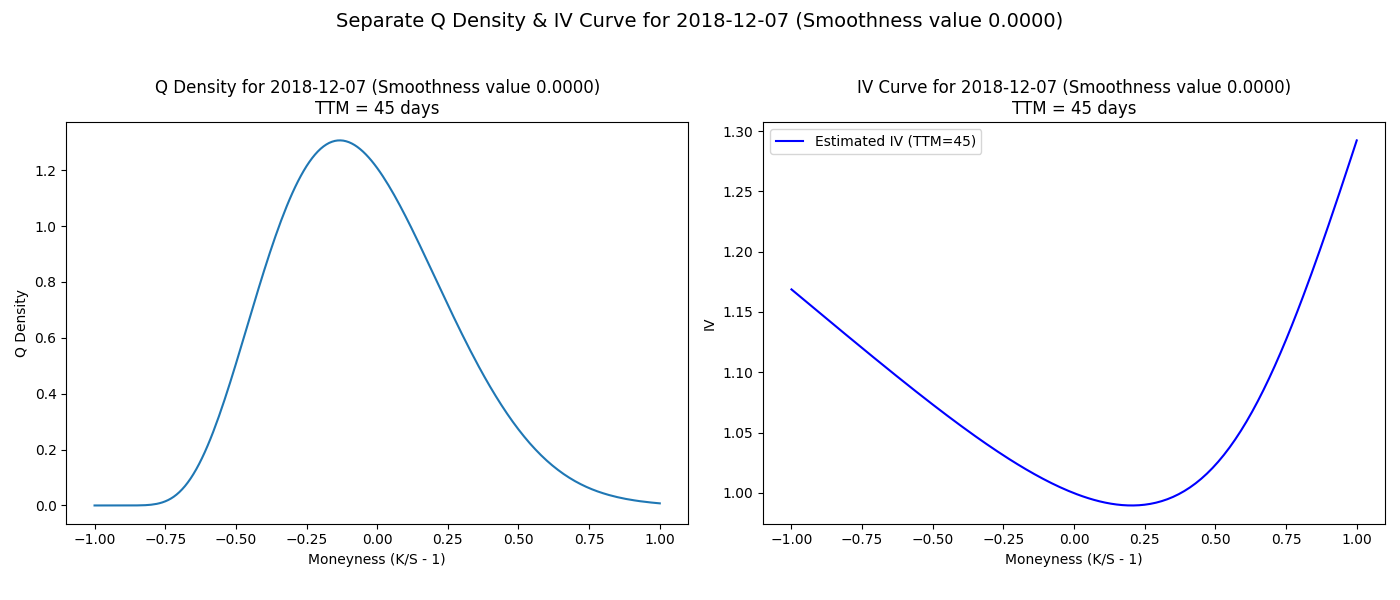 Separate Q Density & IV Curve for 2018-12-07 (Smoothness value 0.0000)
Q Density for 2018-12-07 (Smoothness value 0.0000)
TTM = 45 days
Q Density
1.2
1.0
0.8
0.6
0.4
0.2
0.0
−1.00 −0.75 −0.50 −0.25 0.00 0.25 0.50 0.75 1.00
Moneyness (K/S - 1)
IV Curve for 2018-12-07 (Smoothness value 0.0000)
TTM = 45 days
Estimated IV (TTM=45)
IV
1.30
1.25
1.20
1.15
1.10
1.05
1.00
−1.00 −0.75 −0.50 −0.25 0.00 0.25 0.50 0.75 1.00
Moneyness (K/S - 1)